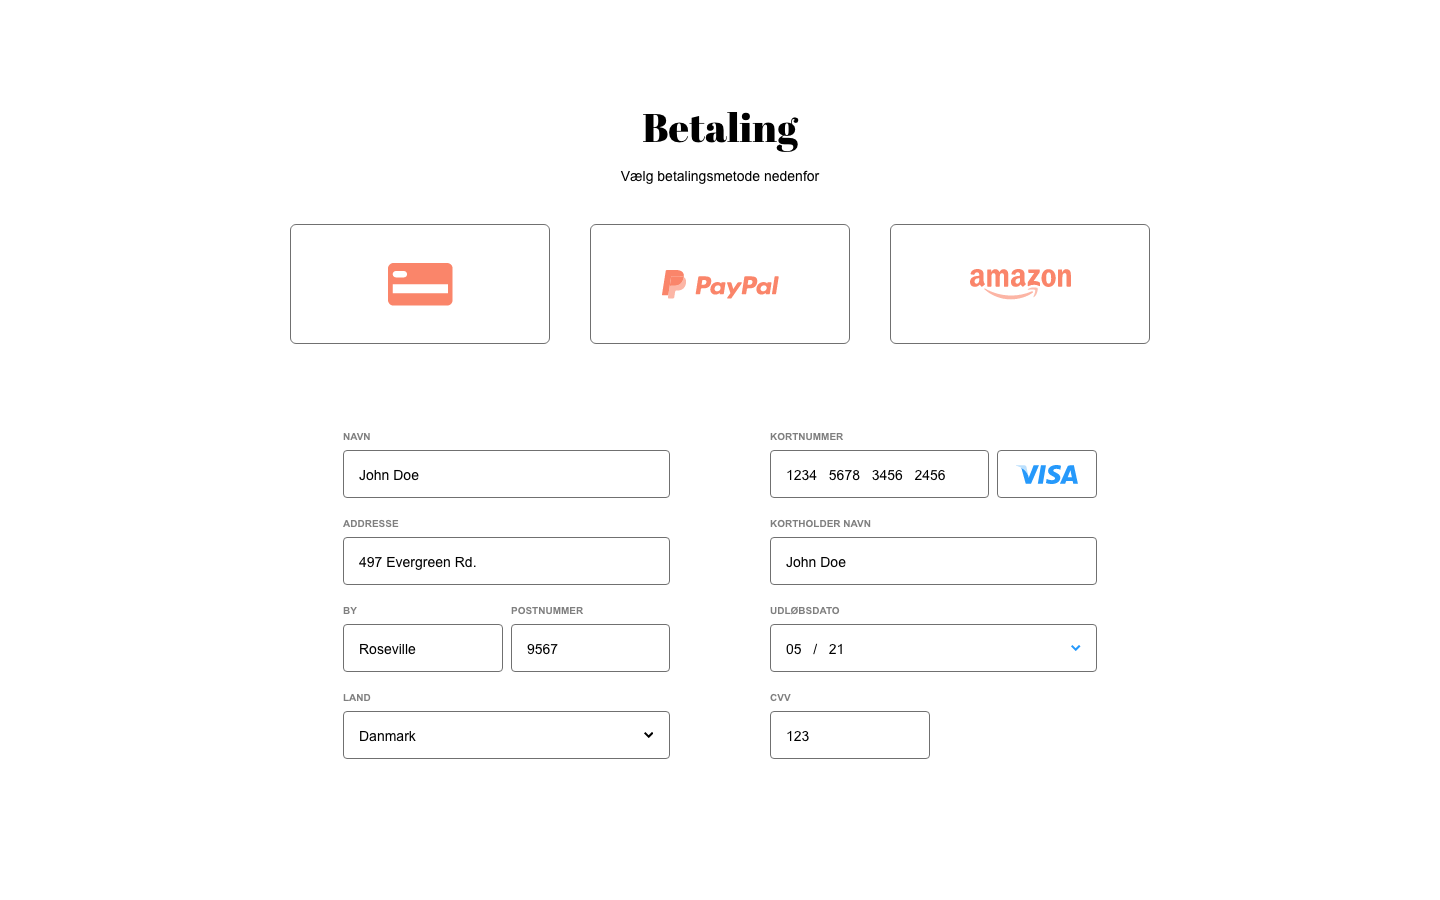 Betaling
Vælg betalingsmetode nedenfor
PayPal
amazon
NAVN
John Doe
ADDRESSE
497 Evergreen Rd.
BY
POSTNUMMER
Roseville
9567
LAND
Danmark
KORTNUMMER
1234 5678 3456 2456
VISA
KORTHOLDER NAVN
John Doe
UDLØBSDATO
05 / 21
CVV
123